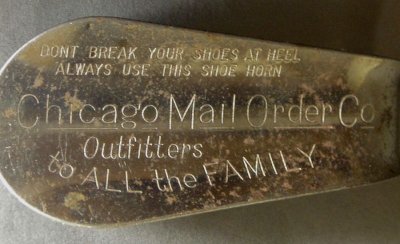 DONT BREAK YOUR SHOES AT HEEL
ALWAYS USE THIS SHOE HORN
Chicago Mail Order Co
Outfitters
to ALL the FAMILY